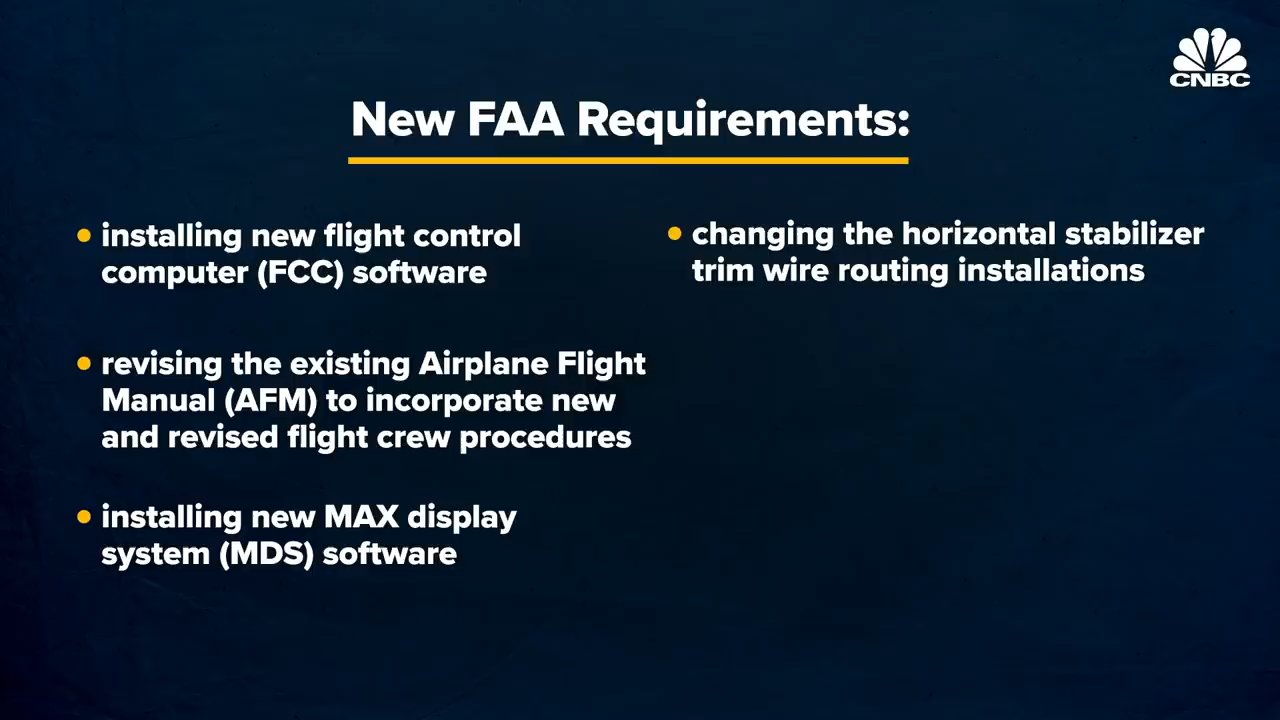 CNBC
New FAA Requirements:
• installing new flight control
computer (FCC) software
• revising the existing Airplane Flight
Manual (AFM) to incorporate new
and revised flight crew procedures
• installing new MAX display
system (MDS) software
• changing the horizontal stabilizer
trim wire routing installations